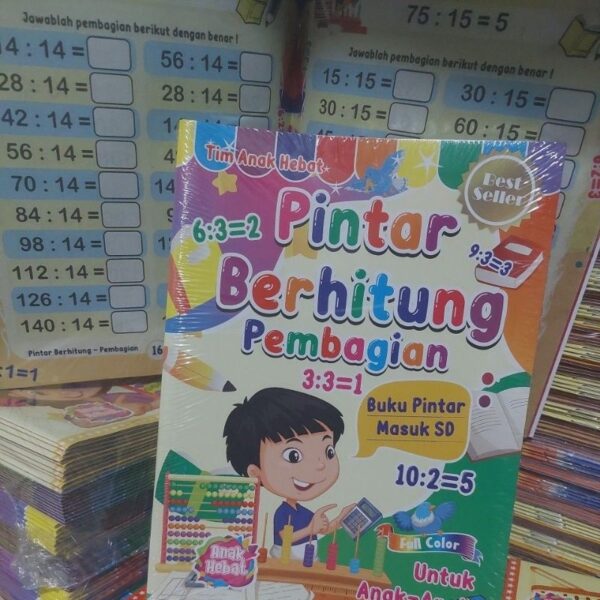 75 : 15 = 5
Jawablah pembagian berikut dengan benar !
14 : 14 =
56 : 14 =
28 : 14 =
28 : 14 =
42 : 14 =
56 : 14 =
70 : 14 =
84 : 14 =
98 : 14 =
112 : 14 =
126 : 14 =
140 : 14 =
Pintar Berhitung - Pembagian 16
:1=1
Jawablah pembagian berikut dengan benar !
15 : 15 =
30 : 15 =
30 : 15 =
60 : 15 =
Tim Anak Hebat
Best-
Seller
6:3=2
Pintar
9:3=3
Berhitung
Pembagian
3:3=1
Buku Pintar
Masuk SD
10:2=5
Anak
Hebat
Full Color
Untuk